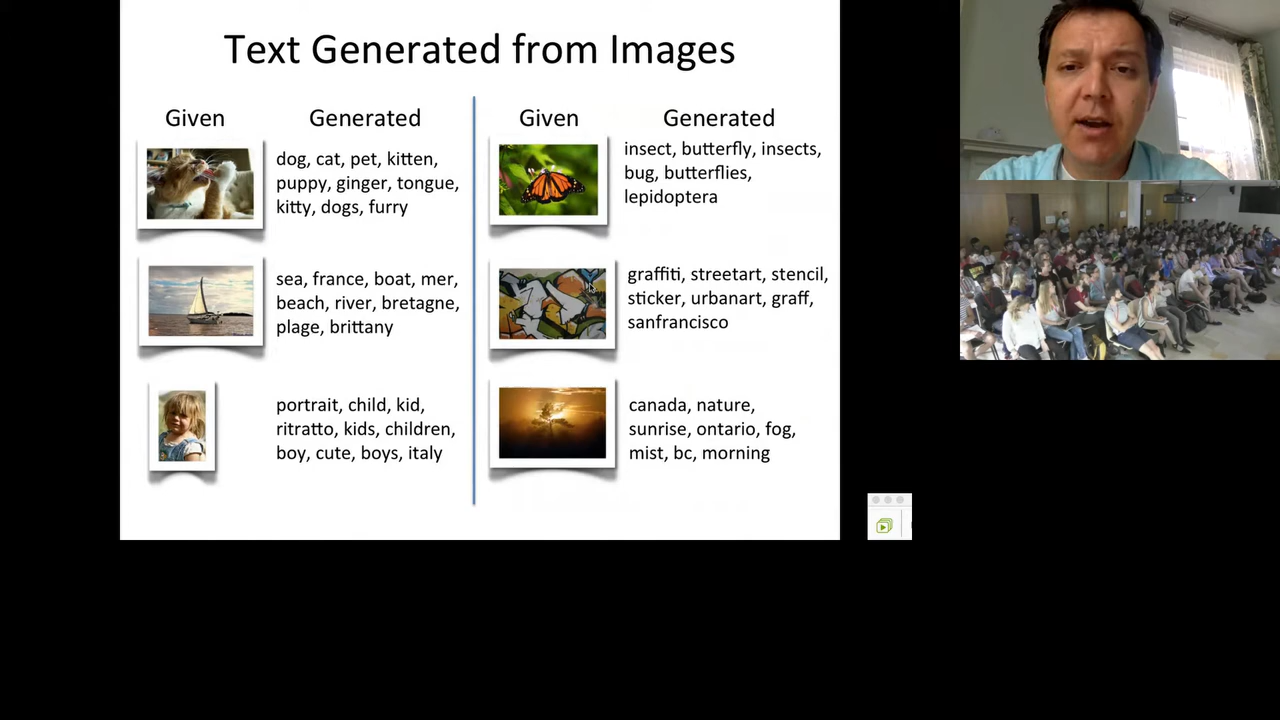 Text Generated from Images
Given
Generated
dog, cat, pet, kitten,
puppy, ginger, tongue,
kitty, dogs, furry
sea, france, boat, mer,
beach, river, bretagne,
plage, brittany
portrait, child, kid,
ritratto, kids, children,
boy, cute, boys, italy
Given
Generated
insect, butterfly, insects,
bug, butterflies,
lepidoptera
graffiti, streetart, stencil,
sticker, urbanart, graff,
sanfrancisco
canada, nature,
sunrise, ontario, fog,
mist, bc, morning